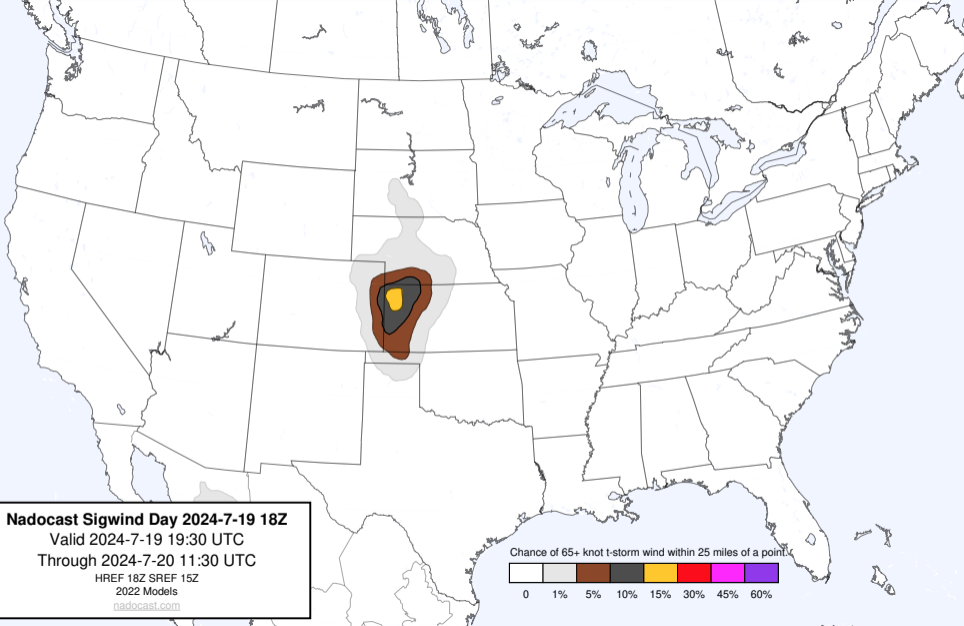 Nadocast Sigwind Day 2024-7-19 18Z
Valid 2024-7-19 19:30 UTC
Through 2024-7-20 11:30 UTC
HREF 18Z SREF 15Z
2022 Models
nadocast.com
Chance of 65+ knot t-storm wind within 25 miles of a point.
0 1% 5% 10% 15% 30% 45% 60%